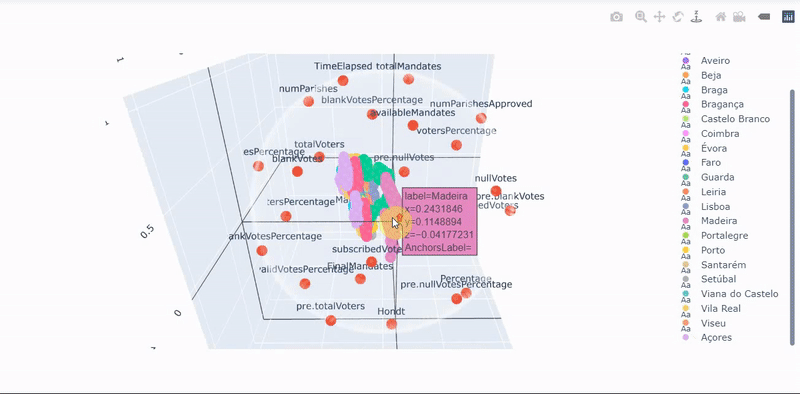 TimeElapsed totalMandates
numParishes
blankVotesPercentage
numParishesApproved
availableMandates
votersPercentage
totalVoters
esPercentage
blankVotes
pre.nullVotes
nullVotes
pre.blankVotes
edVoters
tersPercentage
Ma
label=Madeira
x=0.2431846
y=0.1148894
z=−0.04177231
AnchorsLabel=
ankVotesPercentage
subscribedVote
FinalMandates
validVotesPercentage
Percentage
pre.nullVotesPercentage
pre.totalVoters
Hondt
1
0.5
0
Aa
Aa Aveiro
Aa Beja
Aa Braga
Aa Bragança
Aa Castelo Branco
Aa Coimbra
Aa Évora
Aa Faro
Aa Guarda
Aa Leiria
Aa Lisboa
Aa Madeira
Aa Portalegre
Aa Porto
Aa Santarém
Aa Setúbal
Aa Viana do Castelo
Aa Vila Real
Aa Viseu
Aa Açores